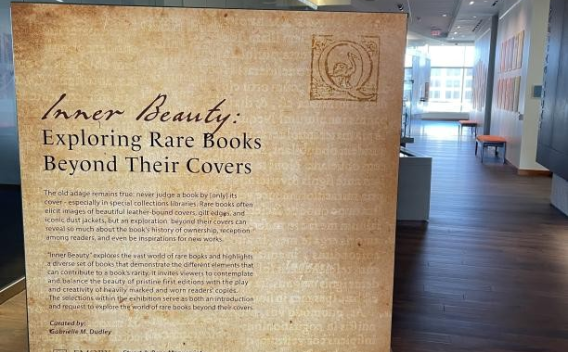 Inner Beauty:
Exploring Rare Books
Beyond Their Covers
The old adage remains true: never judge a book by (only) its
cover - especially in special collections libraries. Rare books often
elicit images of beautiful leather-bound covers, gilt edges, and
iconic dust jackets, but an exploration beyond their covers can
reveal so much about the book's history of ownership, reception
among readers, and even be inspirations for new works.
"Inner Beauty" explores the vast world of rare books and highlights
a diverse set of books that demonstrate the different elements that
can contribute to a book's rarity. It invites viewers to contemplate
and balance the beauty of pristine first editions with the play
and creativity of heavily marked and worn readers' copies.
The selections within the exhibition serve as both an introduction
and request to explore the world of rare books beyond their covers.
Curated by:
Gabrielle M. Dudley